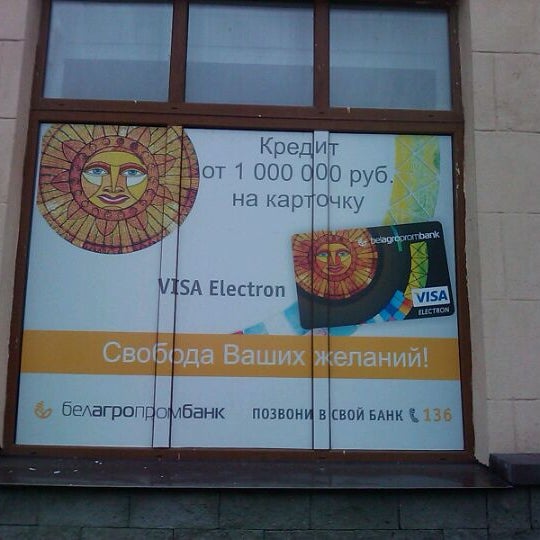 Кредит
от 1 000 000 руб.
на карточку
belagroprombank
VISA Electron
VISA
ELECTRON
Свобода Ваших желаний!
белагропромбанк
ПОЗВОНИ В СВОЙ БАНК 136